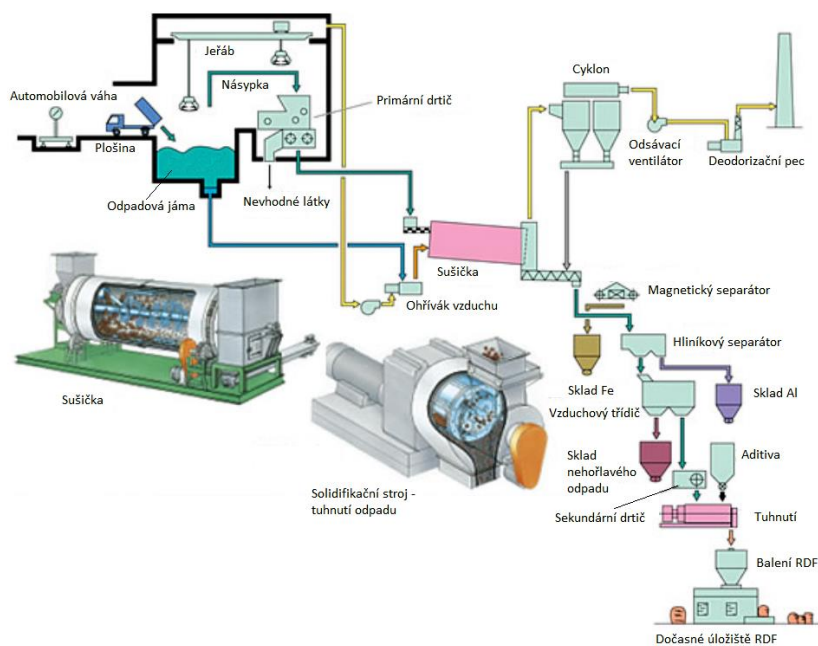 Jeřáb
Násypka
Automobilová váha
Primární drtič
Plošina
Odpadová jáma
Nevhodné látky
Cyklon
Odsávací
ventilátor
Deodorizační pec
Sušička
Ohřívák vzduchu
Magnetický separátor
Hliníkový separátor
Sklad Fe
Sklad Al
Vzduchový třídič
Sušička
Sklad
nehořlavého
odpadu
Aditiva
Solidifikační stroj -
tuhnutí odpadu
Sekundární drtič
Tuhnutí
Balení RDF
Dočasné úložiště RDF